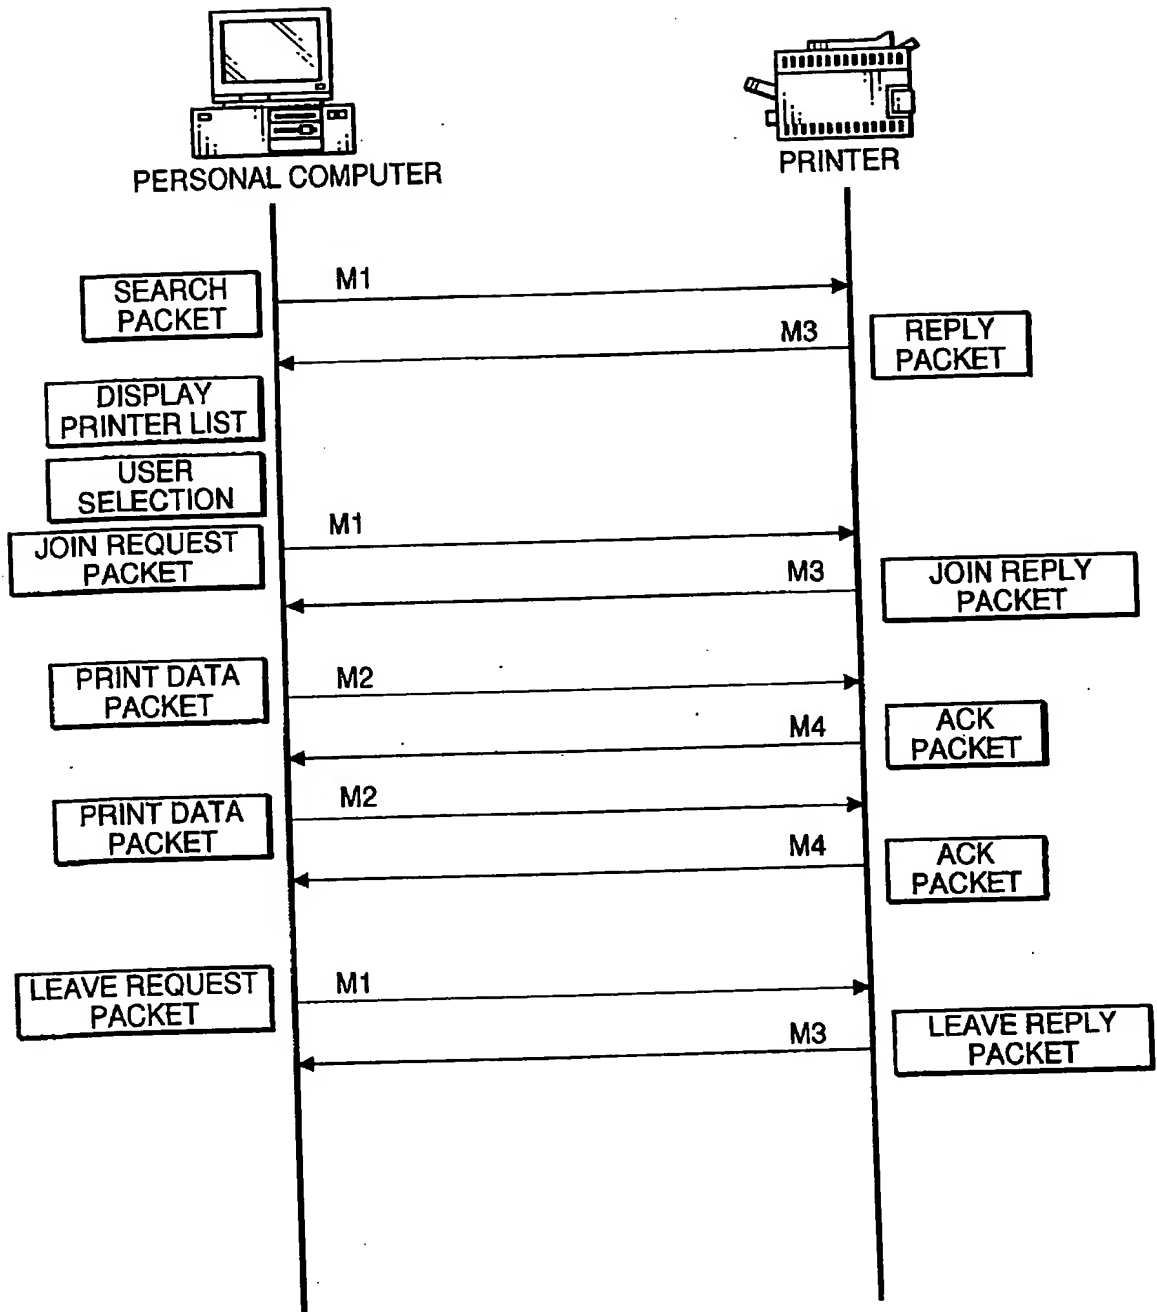 PERSONAL COMPUTER
PRINTER
SEARCH
PACKET
M1
M3
REPLY
PACKET
DISPLAY
PRINTER LIST
USER
SELECTION
JOIN REQUEST
PACKET
M1
M3
JOIN REPLY
PACKET
PRINT DATA
PACKET
M2
M4
ACK
PACKET
PRINT DATA
PACKET
M2
M4
ACK
PACKET
LEAVE REQUEST
PACKET
M1
M3
LEAVE REPLY
PACKET